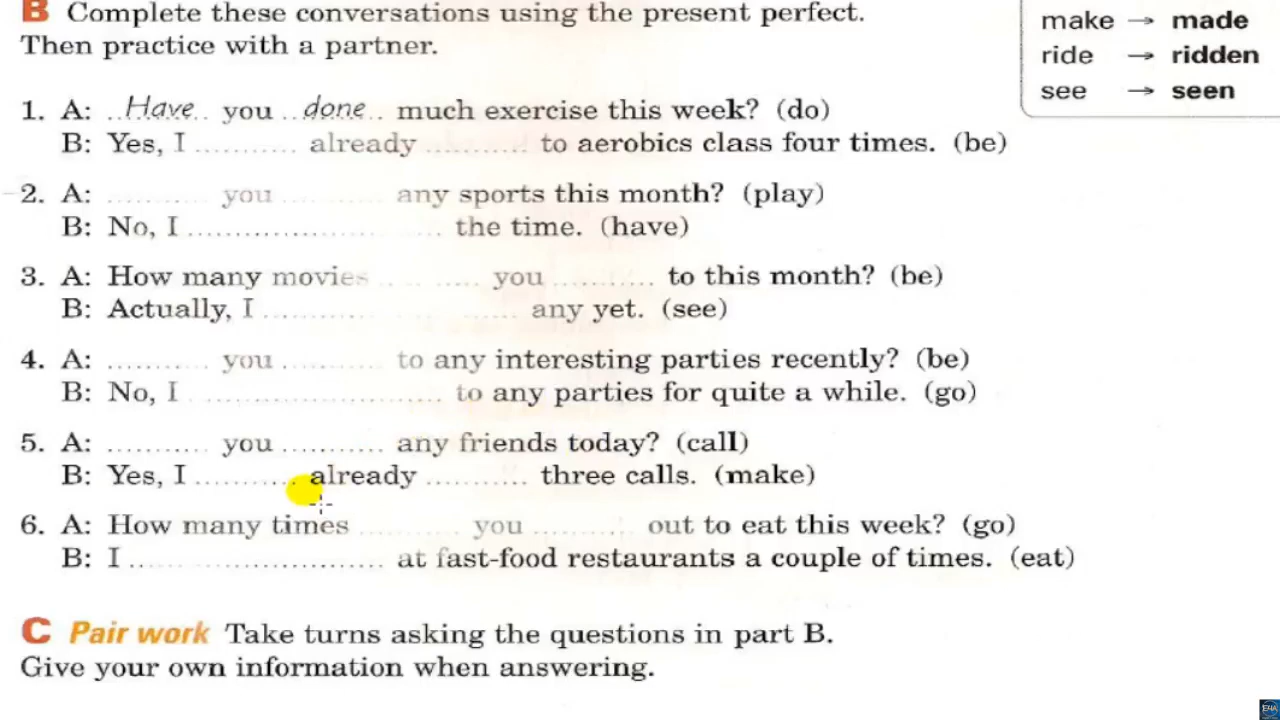 B Complete these conversations using the present perfect.
Then practice with a partner.
make → made
ride → ridden
see → seen
1. A: ..Have.. you ..done.. much exercise this week? (do)
B: Yes, I .......... already .......... to aerobics class four times. (be)
2. A: .......... you .......... any sports this month? (play)
B: No, I .......................... the time. (have)
3. A: How many movies .......... you .......... to this month? (be)
B: Actually, I .......................... any yet. (see)
4. A: .......... you .......... to any interesting parties recently? (be)
B: No, I .......................... to any parties for quite a while. (go)
5. A: .......... you .......... any friends today? (call)
B: Yes, I .......... already .......... three calls. (make)
6. A: How many times .......... you .......... out to eat this week? (go)
B: I .......................... at fast-food restaurants a couple of times. (eat)
C Pair work Take turns asking the questions in part B.
Give your own information when answering.